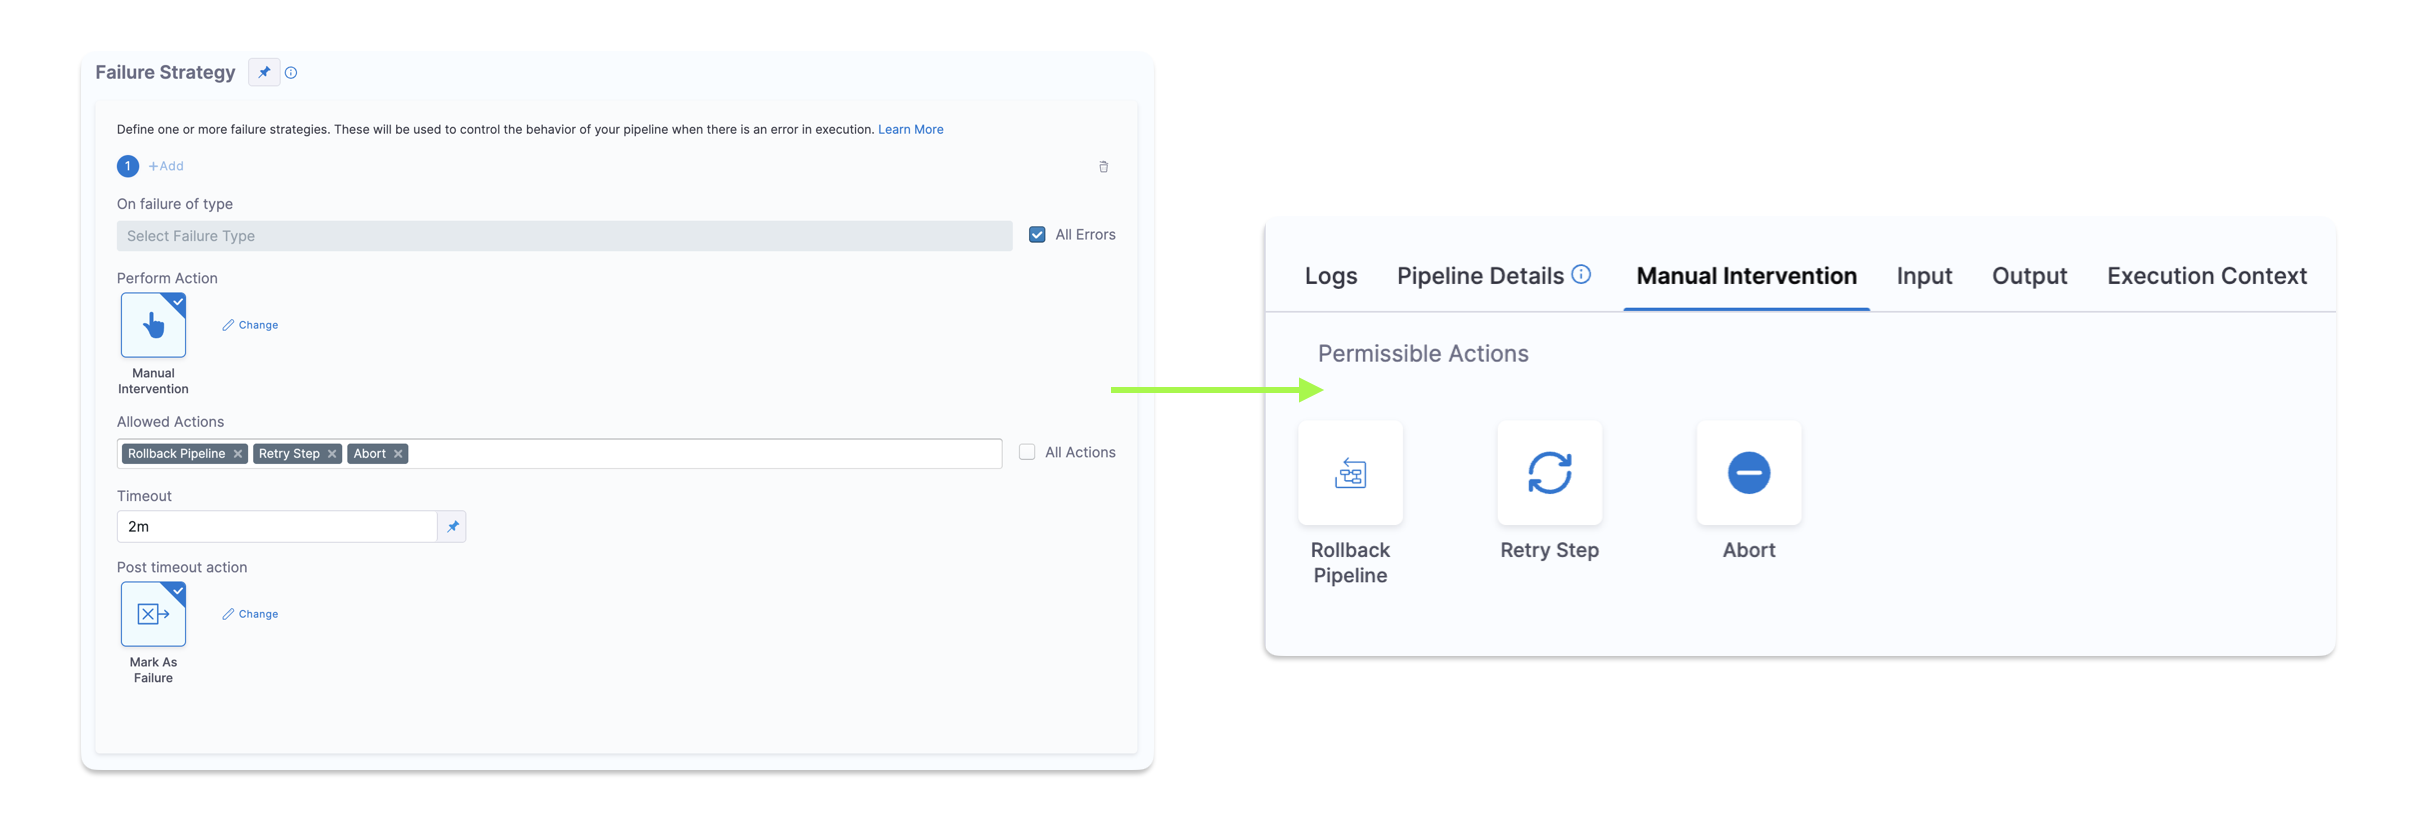 Failure Strategy
Define one or more failure strategies. These will be used to control the behavior of your pipeline when there is an error in execution. Learn More
1 +Add
On failure of type
Select Failure Type
All Errors
Perform Action
Change
Manual
Intervention
Allowed Actions
Rollback Pipeline × Retry Step × Abort ×
All Actions
Timeout
2m
Post timeout action
Change
Mark As
Failure
Logs Pipeline Details Manual Intervention Input Output Execution Context
Permissible Actions
Rollback
Pipeline
Retry Step
Abort